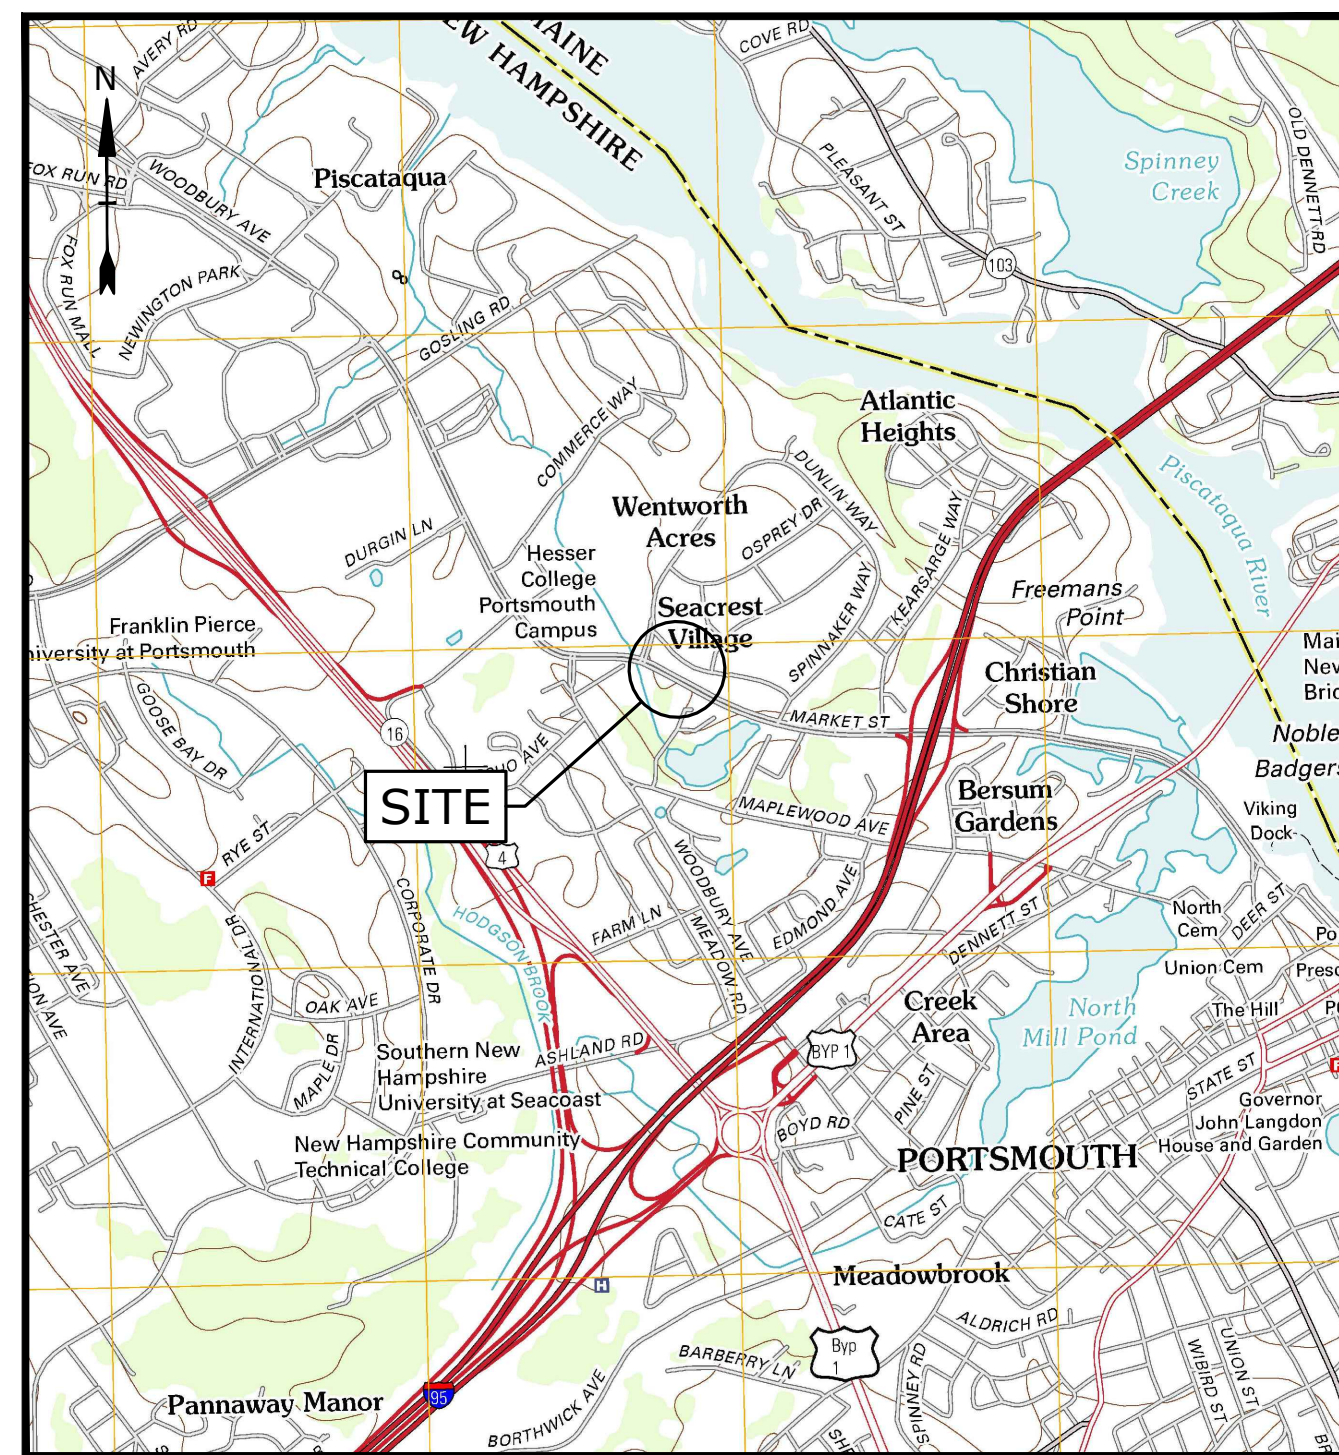 MAINE
NEW HAMPSHIRE
COVE RD
AVERY RD
N
OLD DENNETT RD
PLEASANT ST
Spinney
Creek
FOX RUN RD
WOODBURY AVE
Piscataqua
103
FOX RUN MALL
NEWINGTON PARK
GOSLING RD
COMMERCE WAY
Atlantic
Heights
DUNLIN WAY
Piscataqua River
Wentworth
Acres
OSPREY DR
KEARSARGE WAY
DURGIN LN
Hesser
College
Portsmouth
Campus
SPINNAKER WAY
Freemans
Point
Seacrest
Village
Franklin Pierce
niversity at Portsmouth
Mai
Nev
Bric
Christian
Shore
GOOSE BAY DR
16
MARKET ST
Noble
Badgers
SITE
Bersum
Gardens
MAPLEWOOD AVE
Viking
Dock
RYE ST
F
4
WOODBURY AVE
EDMOND AVE
CORPORATE DR
HODGSON BROOK
FARM LN
MEADOW RD
DENNETT ST
North
Cem
DEER ST
Po
INTERNATIONAL DR
Union Cem
Presc
OAK AVE
Creek
Area
North
Mill Pond
The Hill
MAPLE DR
Southern New
Hampshire
University at Seacoast
ASHLAND RD
BYP 1
PINE ST
STATE ST
F
Governor
John Langdon
House and Garden
New Hampshire Community
Technical College
BOYD RD
PORTSMOUTH
CATE ST
Meadowbrook
H
ALDRICH RD
Byp
1
BARBERRY LN
SPINNEY RD
WIBIRD ST
UNION ST
Pannaway Manor
95
BORTHWICK AVE